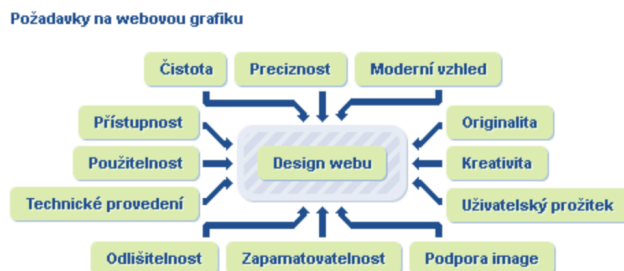 Požadavky na webovou grafiku
Čistota
Preciznost
Moderní vzhled
Přístupnost
Originalita
Použitelnost
Design webu
Kreativita
Technické provedení
Uživatelský prožitek
Odlišitelnost
Zapamatovatelnost
Podpora image